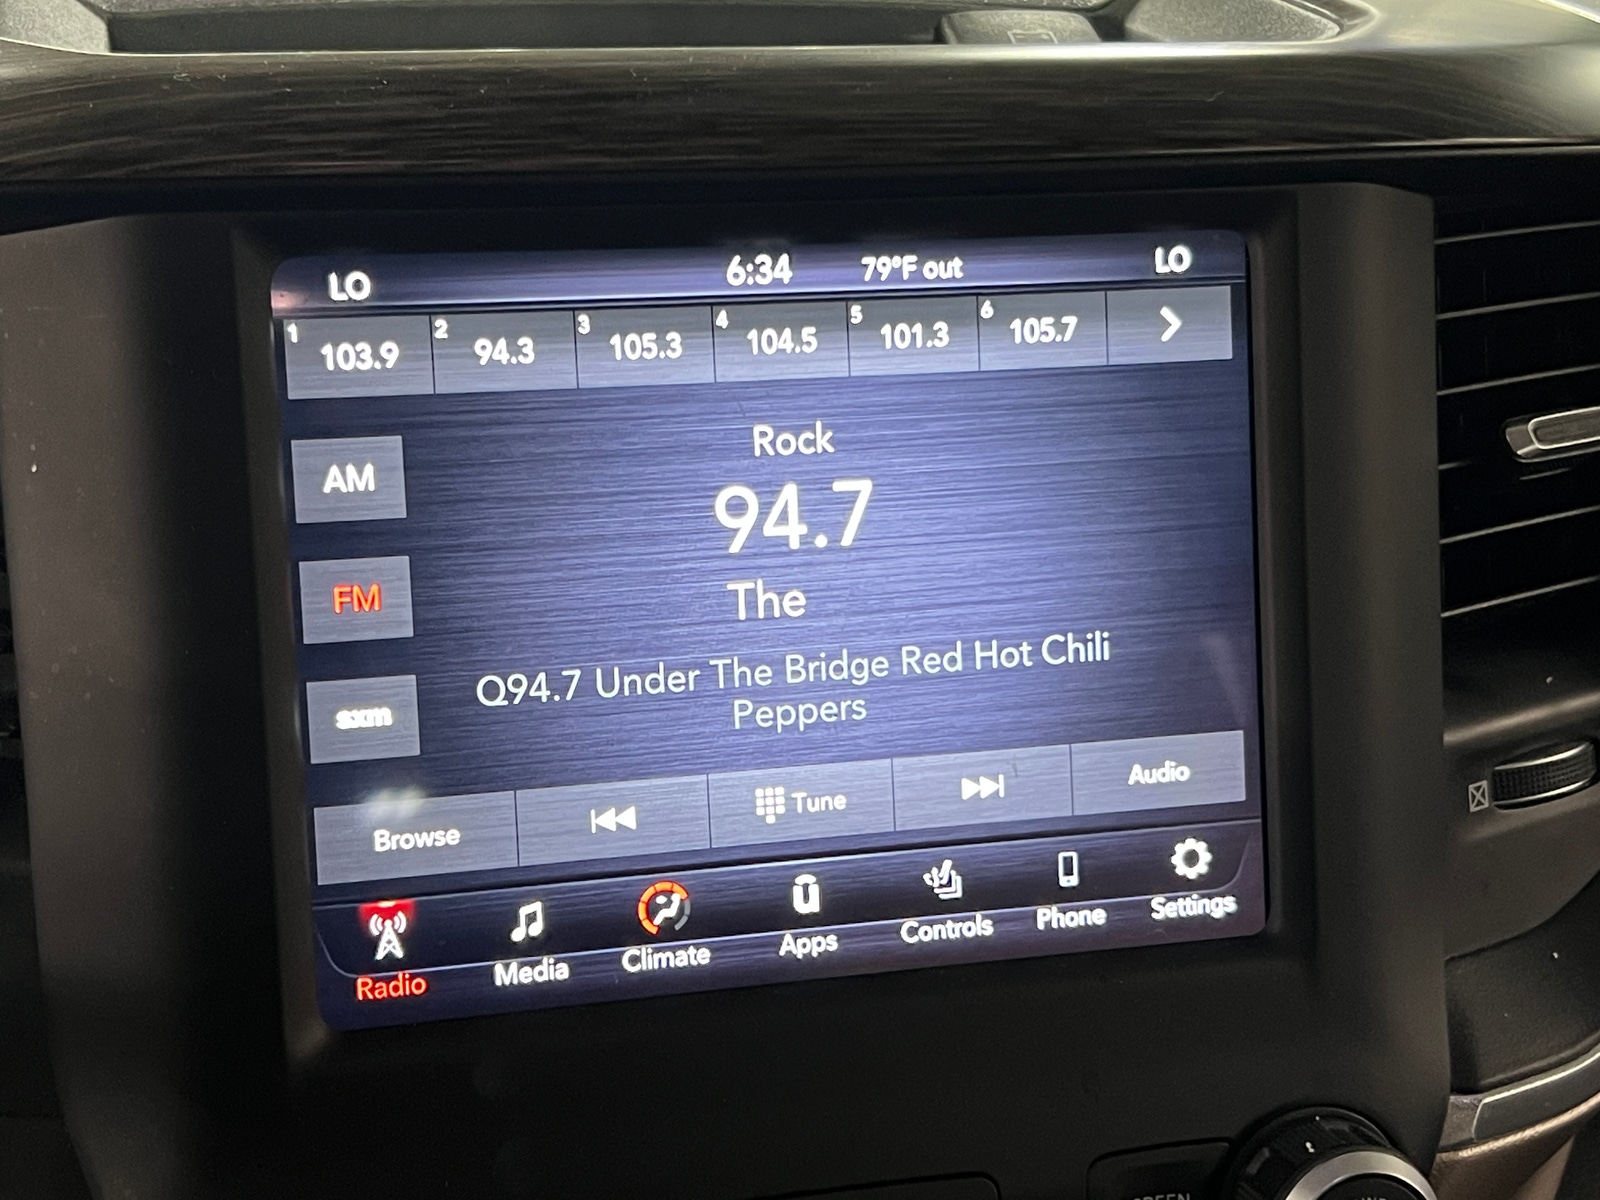 LO 6:34 79°F out LO
1 103.9 2 94.3 3 105.3 4 104.5 5 101.3 6 105.7
Rock
AM
94.7
FM
The
Q94.7 Under The Bridge Red Hot Chili
Peppers
sxm
Browse Tune Audio
Radio Media Climate Apps Controls Phone Settings